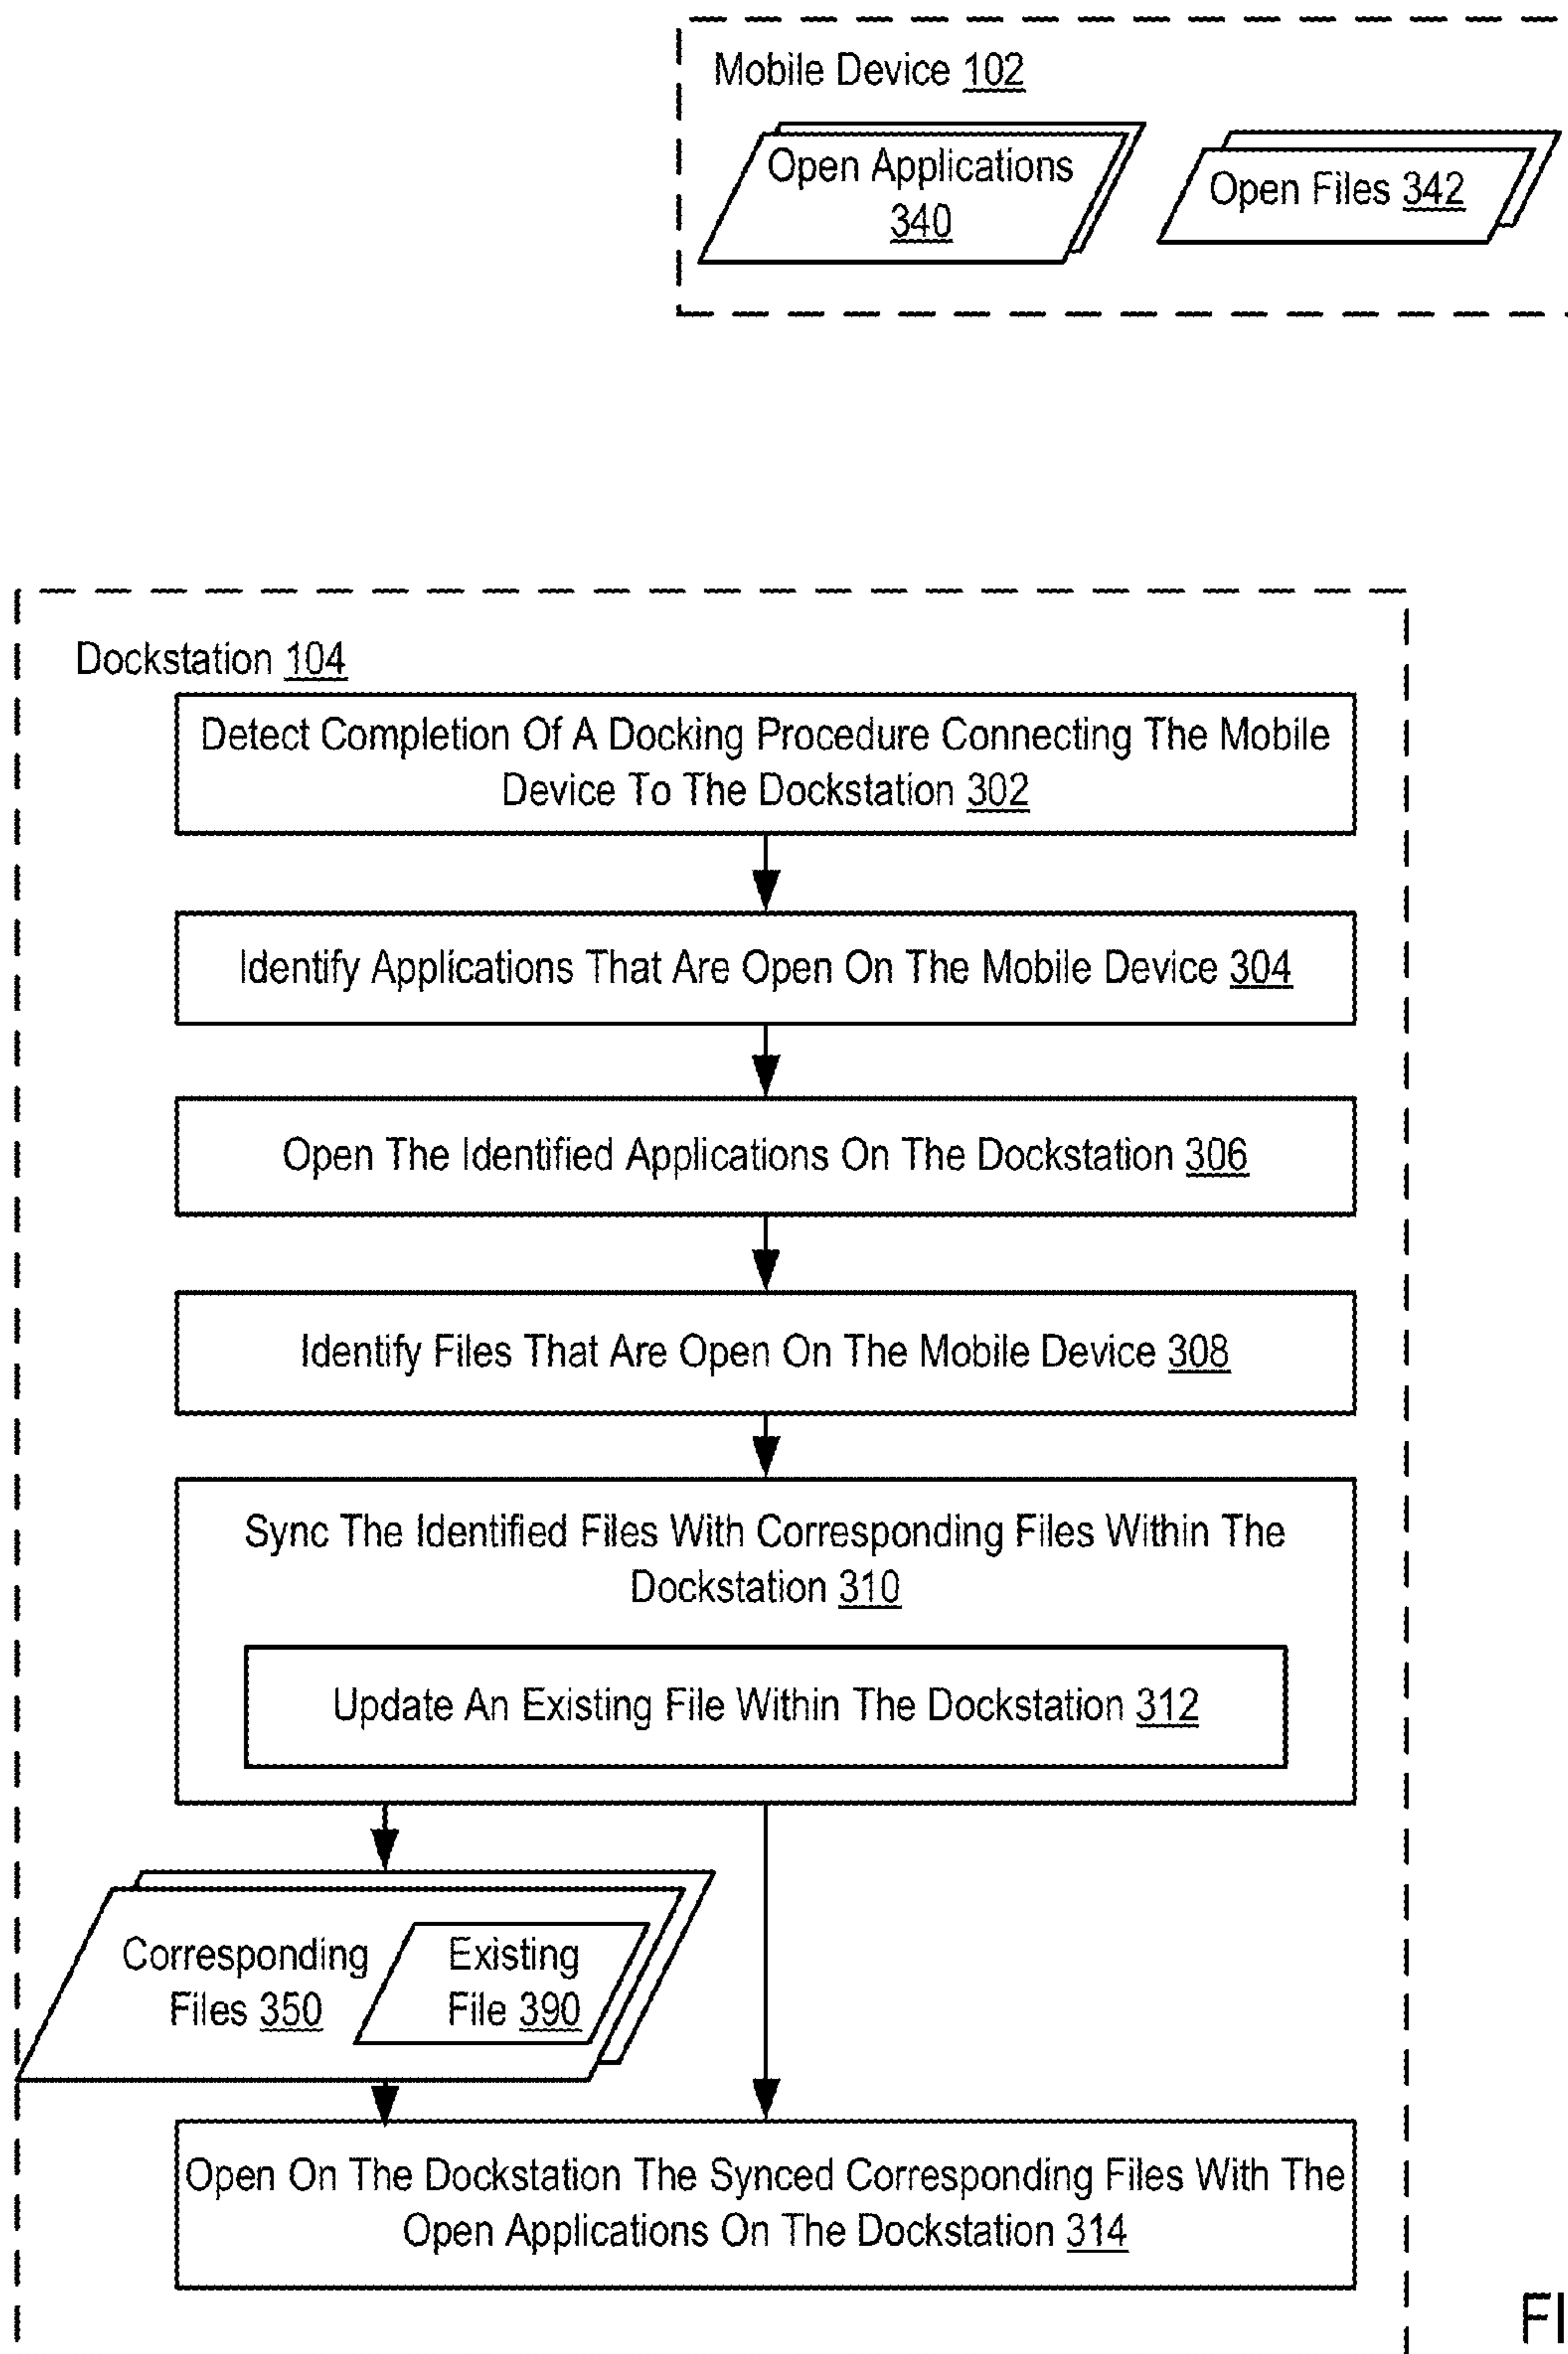 Mobile Device 102
Open Applications
340
Open Files 342
Dockstation 104
Detect Completion Of A Docking Procedure Connecting The Mobile
Device To The Dockstation 302
Identify Applications That Are Open On The Mobile Device 304
Open The Identified Applications On The Dockstation 306
Identify Files That Are Open On The Mobile Device 308
Sync The Identified Files With Corresponding Files Within The
Dockstation 310
Update An Existing File Within The Dockstation 312
Corresponding
Files 350
Existing
File 390
Open On The Dockstation The Synced Corresponding Files With The
Open Applications On The Dockstation 314
FI